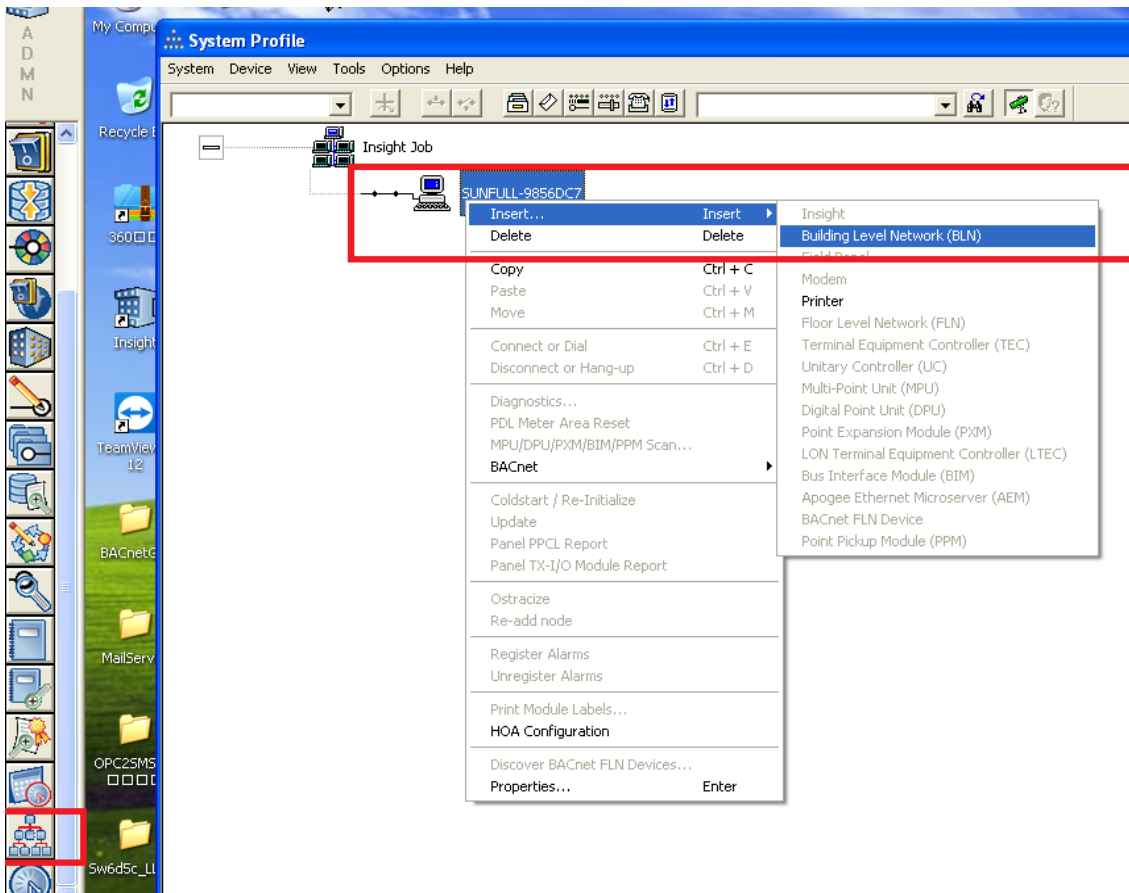 A
D
M
N
My Compu
Recycle B
360
Insight
TeamView
12
BACnetG
MailServ
OPC2SMS
Sw6d5c_LL
System Profile
System Device View Tools Options Help
Insight Job
SUNFULL-9856DC7
Insert... Insert
Delete Delete
Copy Ctrl + C
Paste Ctrl + V
Move Ctrl + M
Connect or Dial Ctrl + E
Disconnect or Hang-up Ctrl + D
Diagnostics...
PDL Meter Area Reset
MPU/DPU/PXM/BIM/PPM Scan...
BACnet
Coldstart / Re-Initialize
Update
Panel PPCL Report
Panel TX-I/O Module Report
Ostracize
Re-add node
Register Alarms
Unregister Alarms
Print Module Labels...
HOA Configuration
Discover BACnet FLN Devices...
Properties... Enter
Insight
Building Level Network (BLN)
Field Panel
Modem
Printer
Floor Level Network (FLN)
Terminal Equipment Controller (TEC)
Unitary Controller (UC)
Multi-Point Unit (MPU)
Digital Point Unit (DPU)
Point Expansion Module (PXM)
LON Terminal Equipment Controller (LTEC)
Bus Interface Module (BIM)
Apogee Ethernet Microserver (AEM)
BACnet FLN Device
Point Pickup Module (PPM)